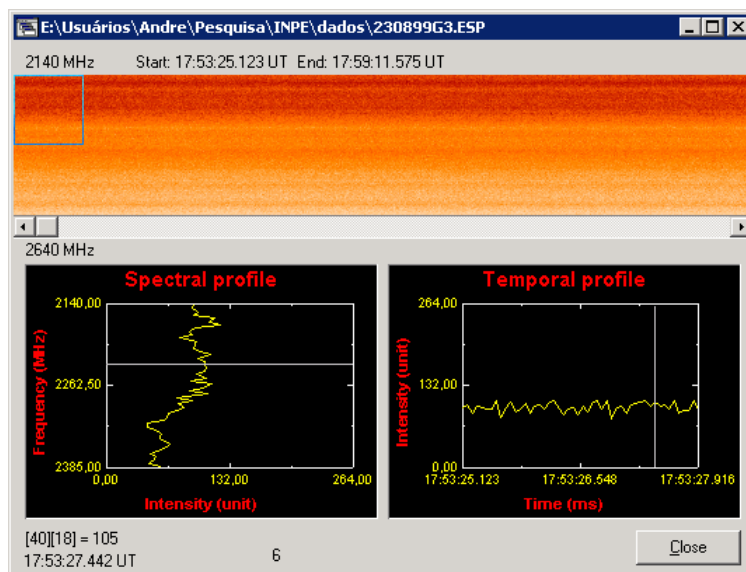 E:\Usuários\Andre\Pesquisa\INPE\dados\230899G3.ESP
2140 MHz Start: 17:53:25.123 UT End: 17:59:11.575 UT
2640 MHz
Spectral profile
Frequency (MHz)
2140,00
2262,50
2385,00
0,00 132,00 264,00
Intensity (unit)
Temporal profile
Intensity (unit)
264,00
132,00
0,00
17:53:25.123 17:53:26.548 17:53:27.916
Time (ms)
[40][18] = 105
17:53:27.442 UT
6
Close